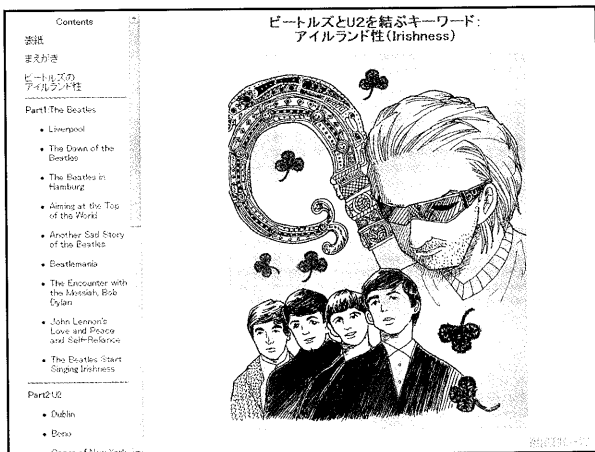 Contents
表紙
まえがき
ビートルズの
アイルランド性
Part1:The Beatles
• Liverpool
• The Dawn of the
Beatles
• The Beatles in
Hamburg
• Aiming at the Top
of the World
• Another Sad Story
of the Beatles
• Beatlemania
• The Encounter with
the Messiah, Bob
Dylan
• John Lennon's
Love and Peace
and Self-Reliance
• The Beatles Start
Singing Irishness
Part2:U2
• Dublin
• Bono
ビートルズとU2を結ぶキーワード:
アイルランド性(Irishness)